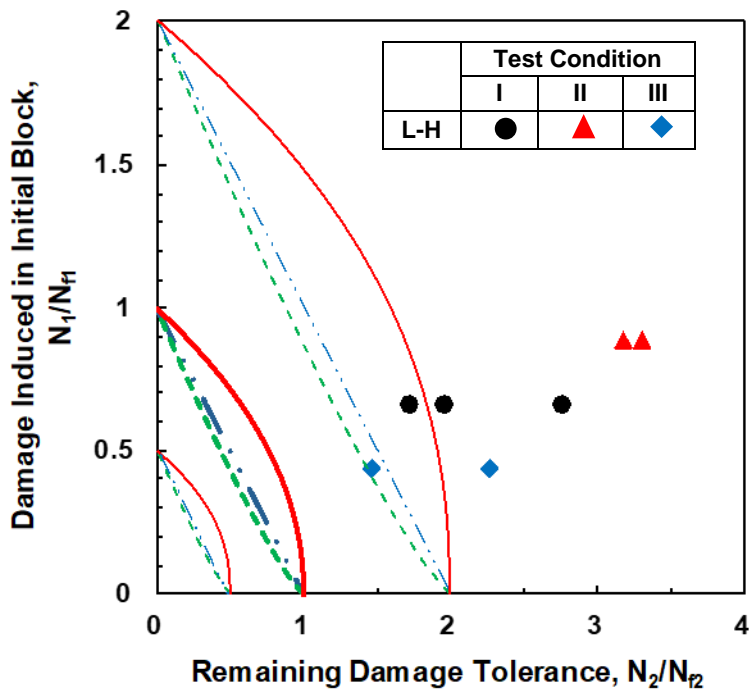 2
1.5
1
0.5
0
0 1 2 3 4
Damage Induced in Initial Block,
N₁/Nf₁
Remaining Damage Tolerance, N₂/Nf₂
Test Condition
I II III
L-H